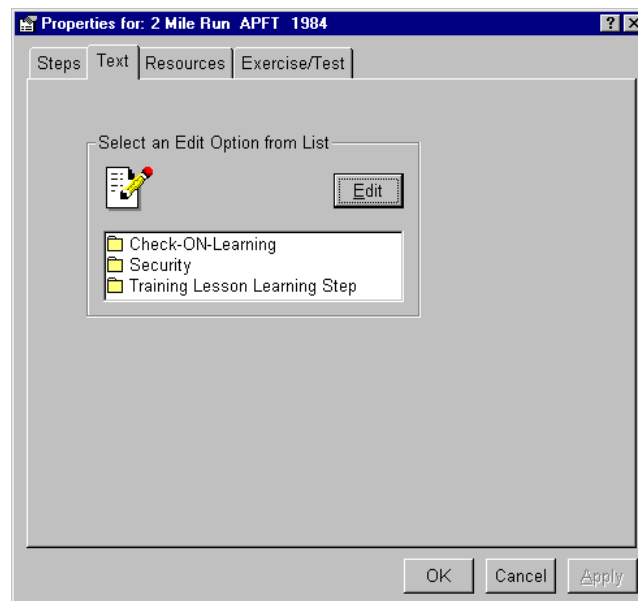 Properties for: 2 Mile Run APFT 1984
Steps Text Resources Exercise/Test
Select an Edit Option from List
Edit
Check-ON-Learning
Security
Training Lesson Learning Step
OK Cancel Apply